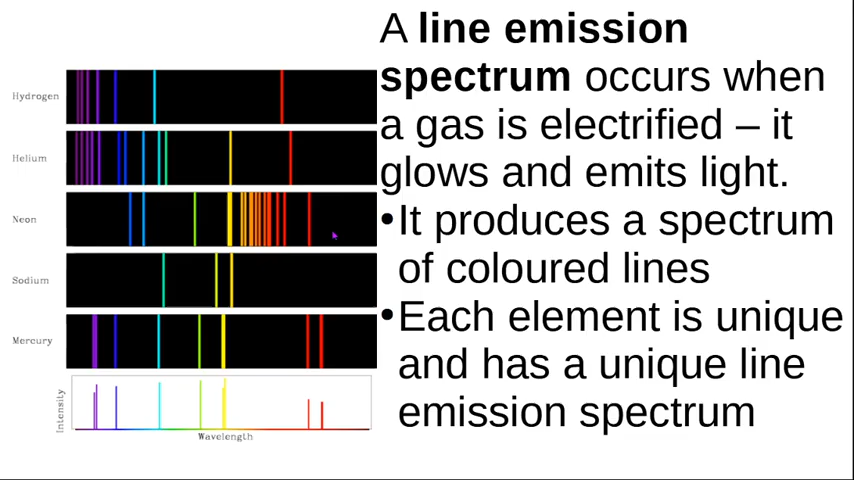 A line emission
spectrum occurs when
a gas is electrified – it
glows and emits light.
•It produces a spectrum
of coloured lines
•Each element is unique
and has a unique line
emission spectrum
Hydrogen
Helium
Neon
Sodium
Mercury
Intensity
Wavelength